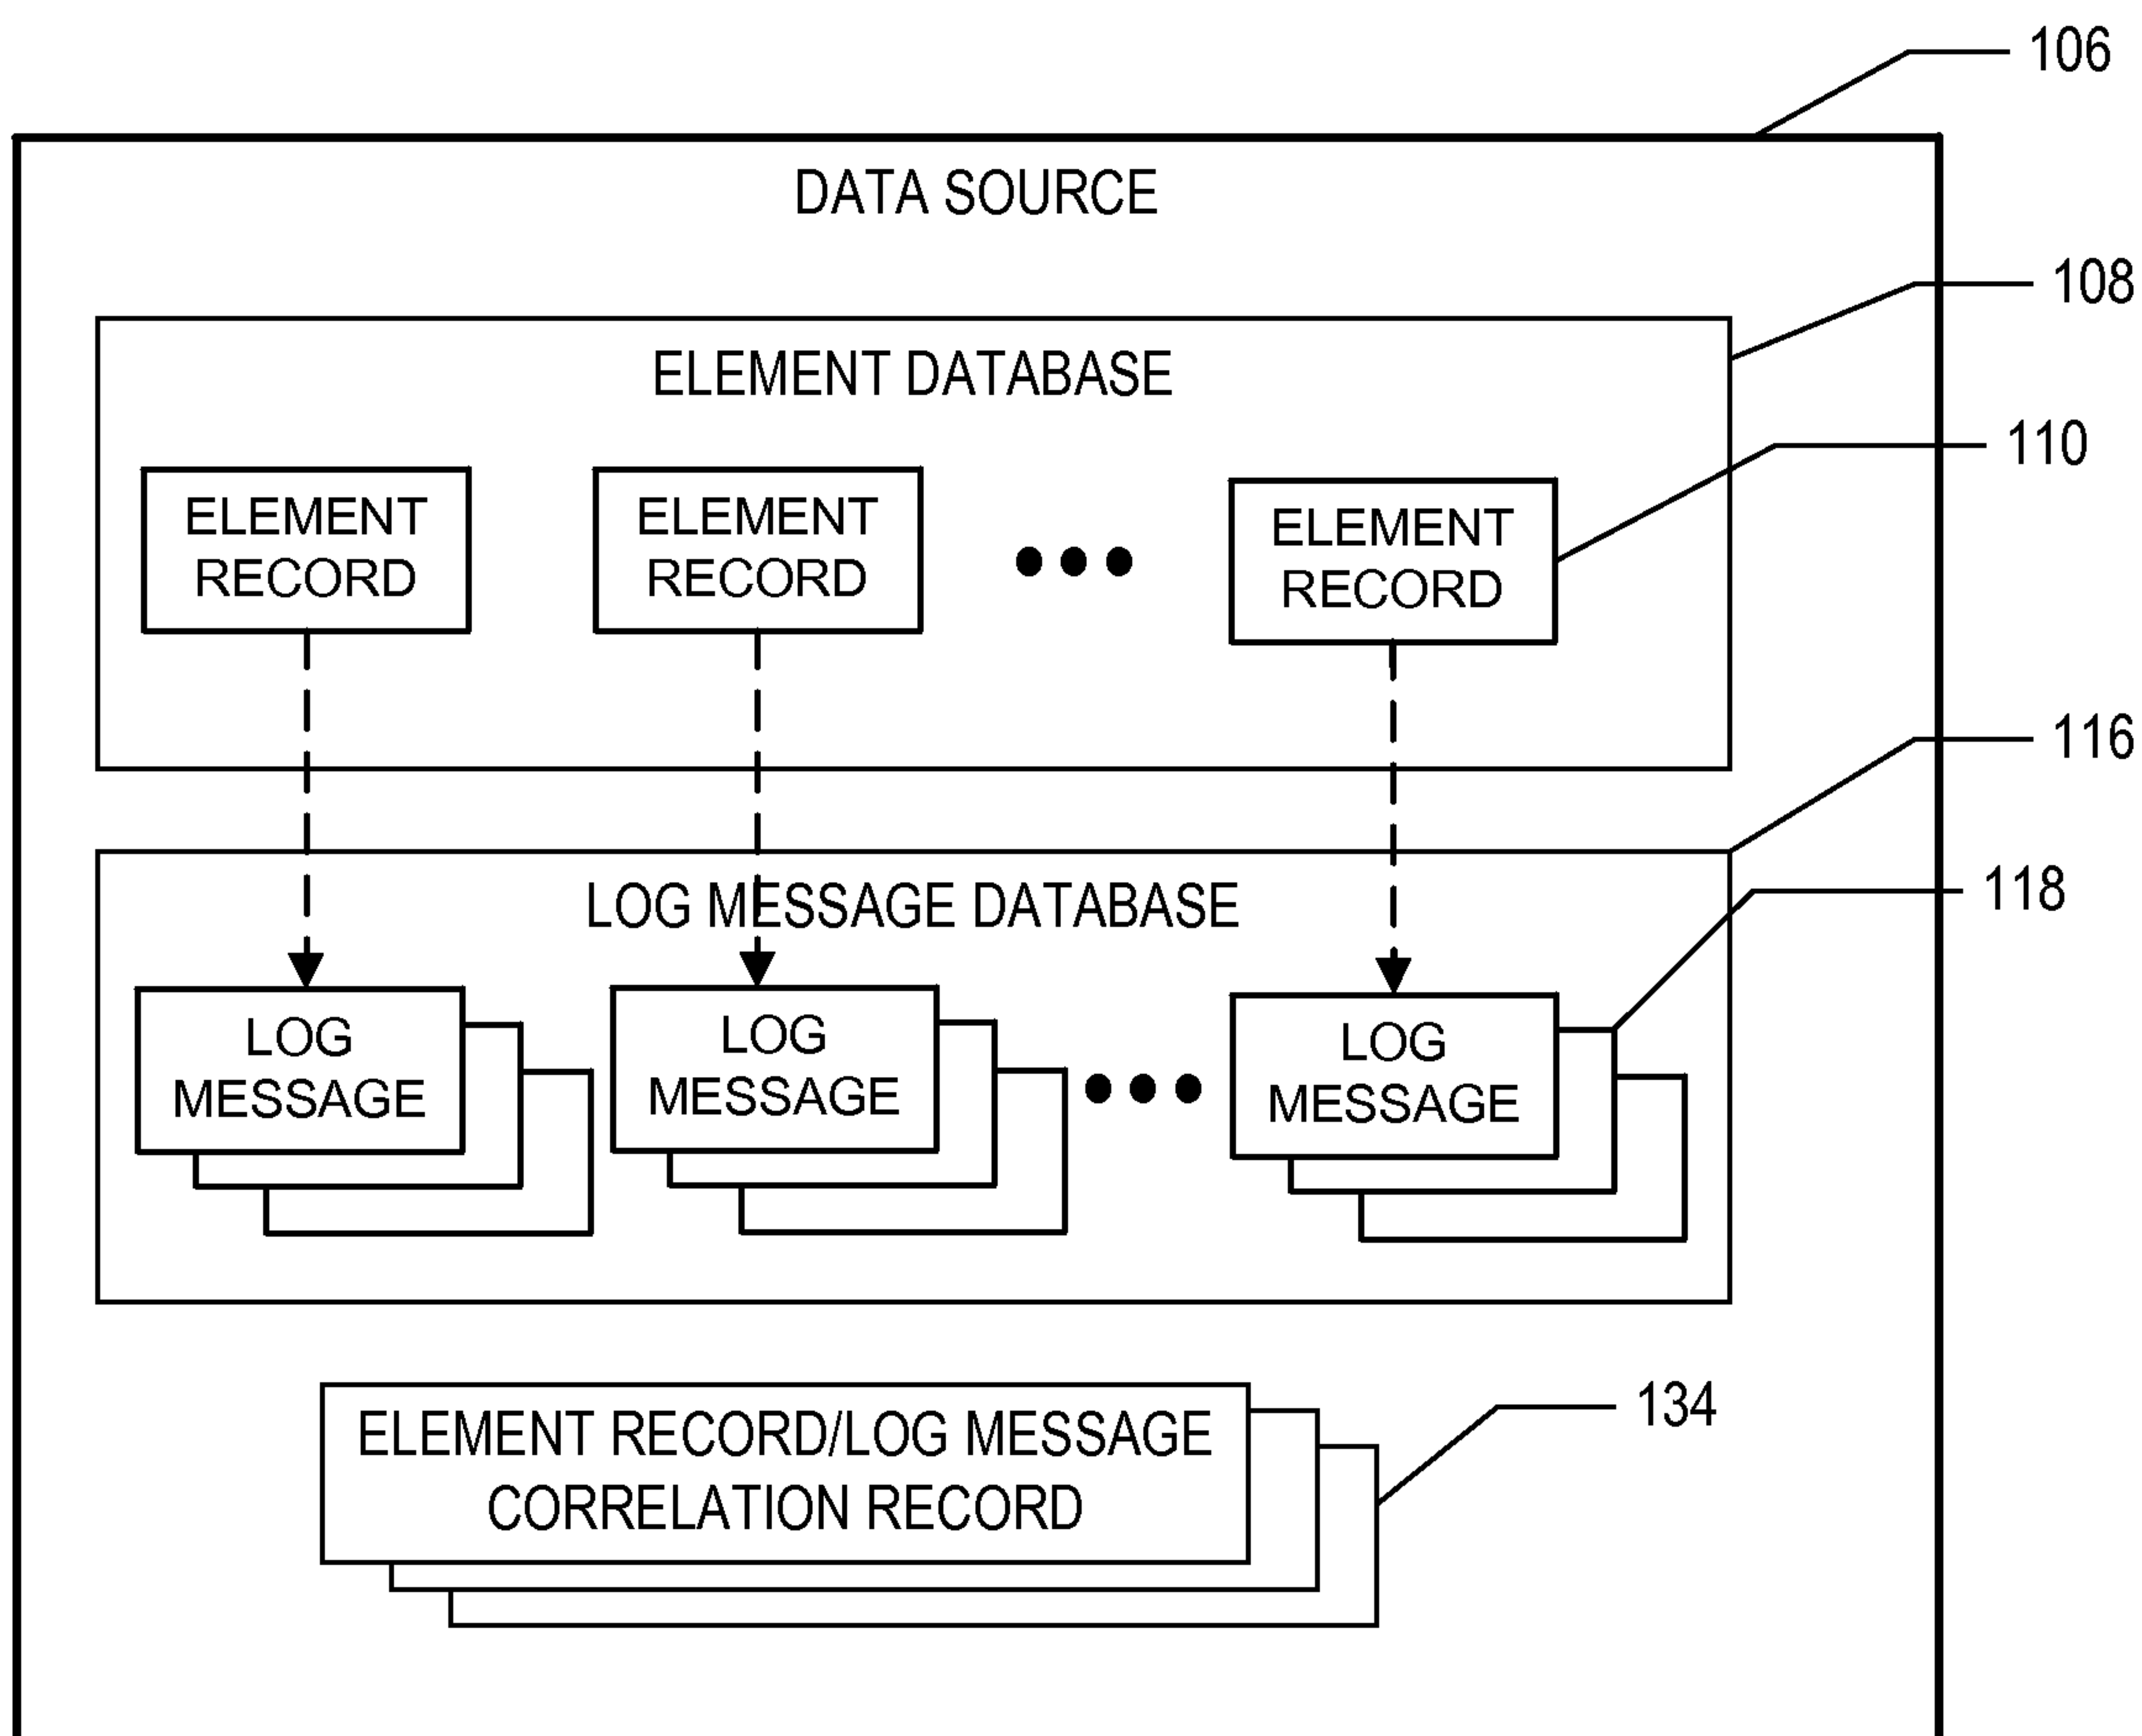 106
DATA SOURCE
108
ELEMENT DATABASE
110
ELEMENT
RECORD
ELEMENT
RECORD
ELEMENT
RECORD
116
LOG MESSAGE DATABASE
118
LOG
MESSAGE
LOG
MESSAGE
LOG
MESSAGE
134
ELEMENT RECORD/LOG MESSAGE
CORRELATION RECORD